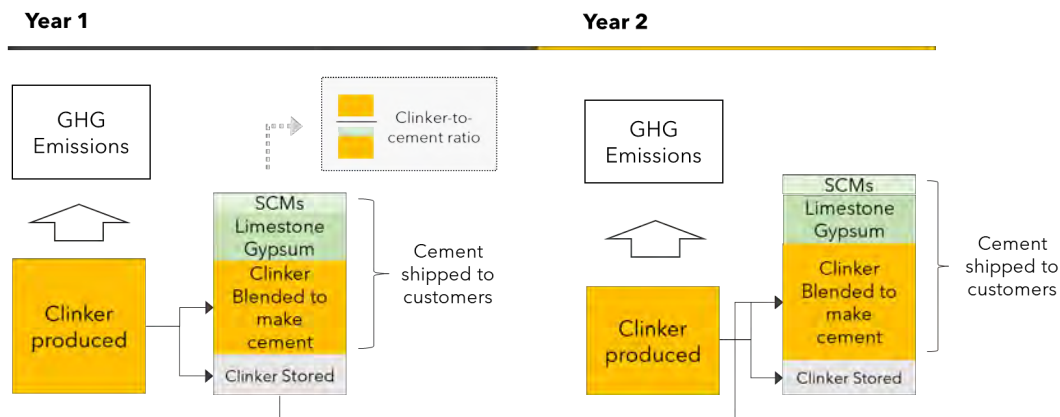 Year 1
Year 2
GHG
Emissions
Clinker-to-
cement ratio
GHG
Emissions
SCMs
Limestone
Gypsum
Clinker
Blended to
make
cement
Clinker Stored
Clinker
produced
Cement
shipped to
customers
SCMs
Limestone
Gypsum
Clinker
Blended to
make
cement
Clinker Stored
Clinker
produced
Cement
shipped to
customers